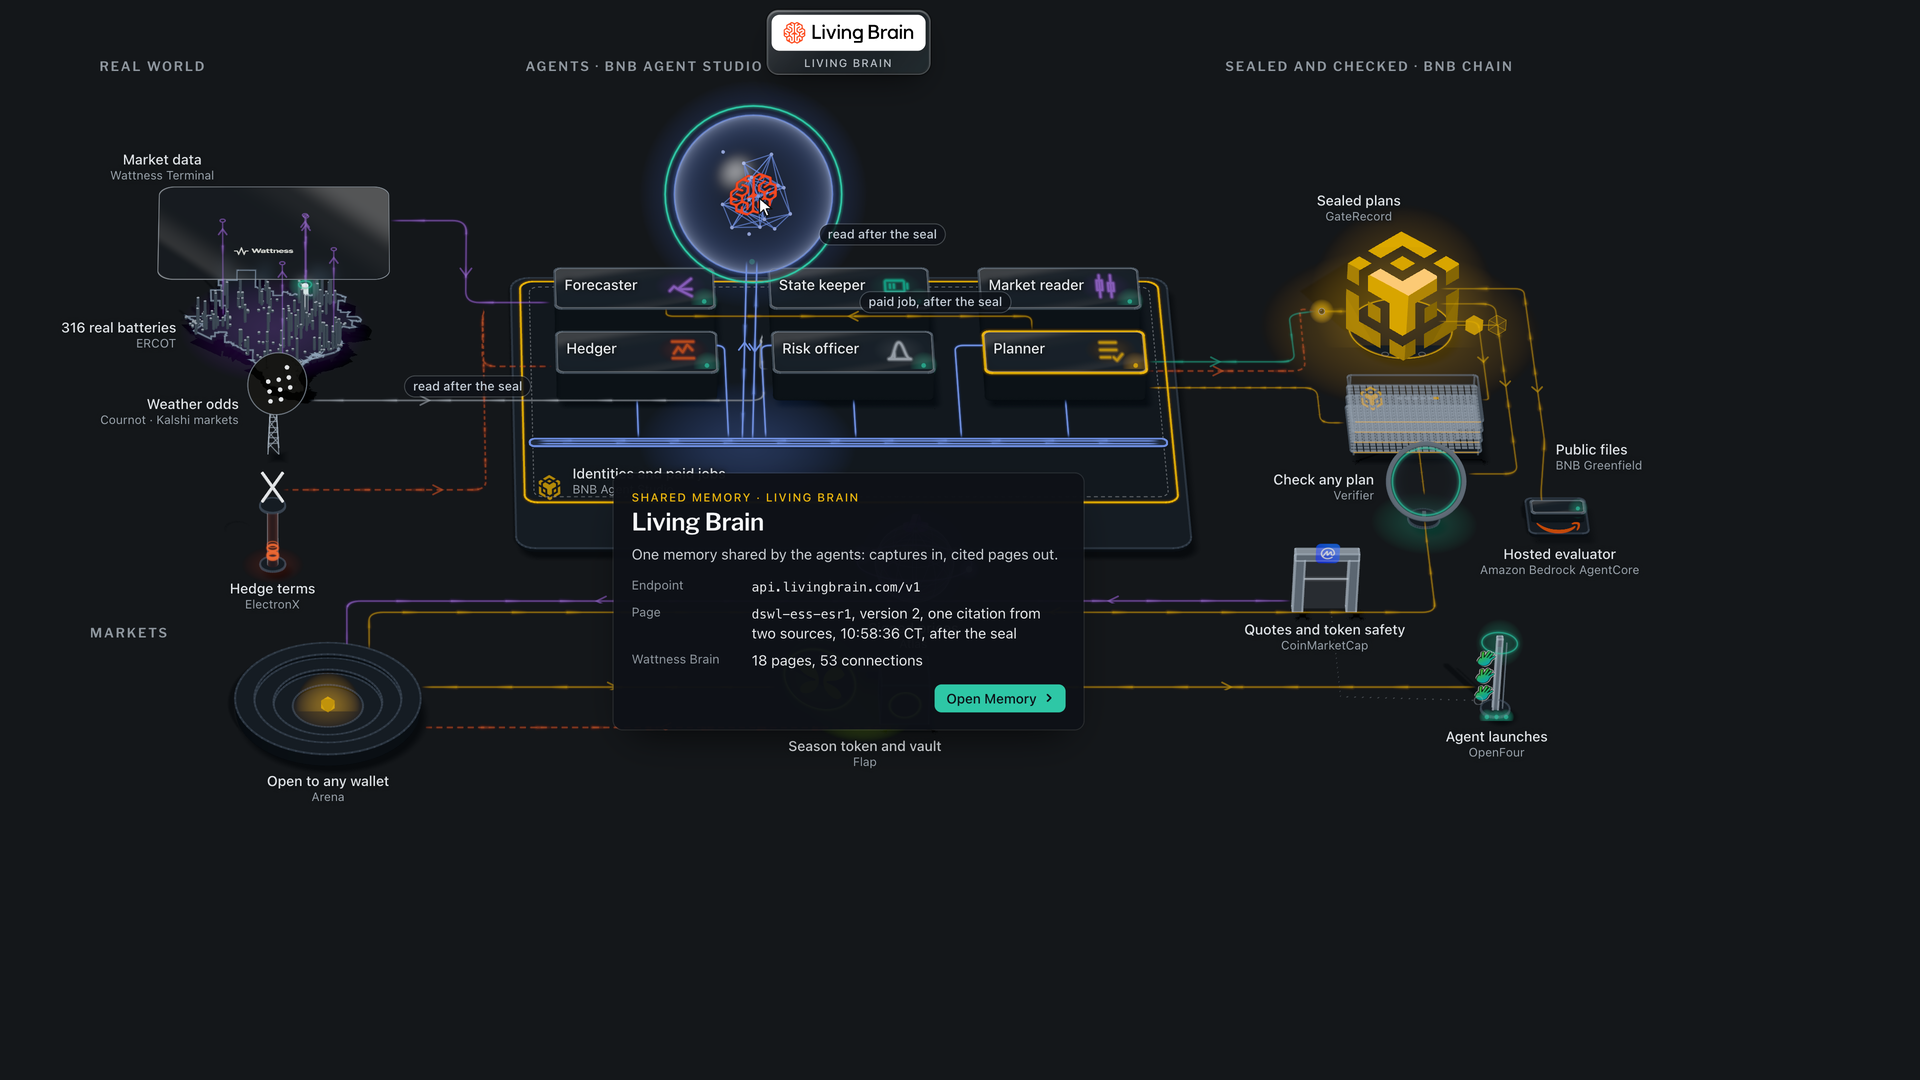 Living Brain
LIVING BRAIN
REAL WORLD
AGENTS · BNB AGENT STUDIO
SEALED AND CHECKED · BNB CHAIN
Market data
Wattness Terminal
Wattness
316 real batteries
ERCOT
Weather odds
Cournot · Kalshi markets
read after the seal
X
Hedge terms
ElectronX
read after the seal
Forecaster
State keeper
Market reader
paid job, after the seal
Hedger
Risk officer
Planner
Identities and paid jobs
BNB Ag
Sealed plans
GateRecord
Check any plan
Verifier
Public files
BNB Greenfield
Hosted evaluator
Amazon Bedrock AgentCore
Quotes and token safety
CoinMarketCap
SHARED MEMORY · LIVING BRAIN
Living Brain
One memory shared by the agents: captures in, cited pages out.
Endpoint
api.livingbrain.com/v1
Page
dswl-ess-esr1, version 2, one citation from
two sources, 10:58:36 CT, after the seal
Wattness Brain
18 pages, 53 connections
Open Memory
MARKETS
Open to any wallet
Arena
Season token and vault
Flap
Agent launches
OpenFour